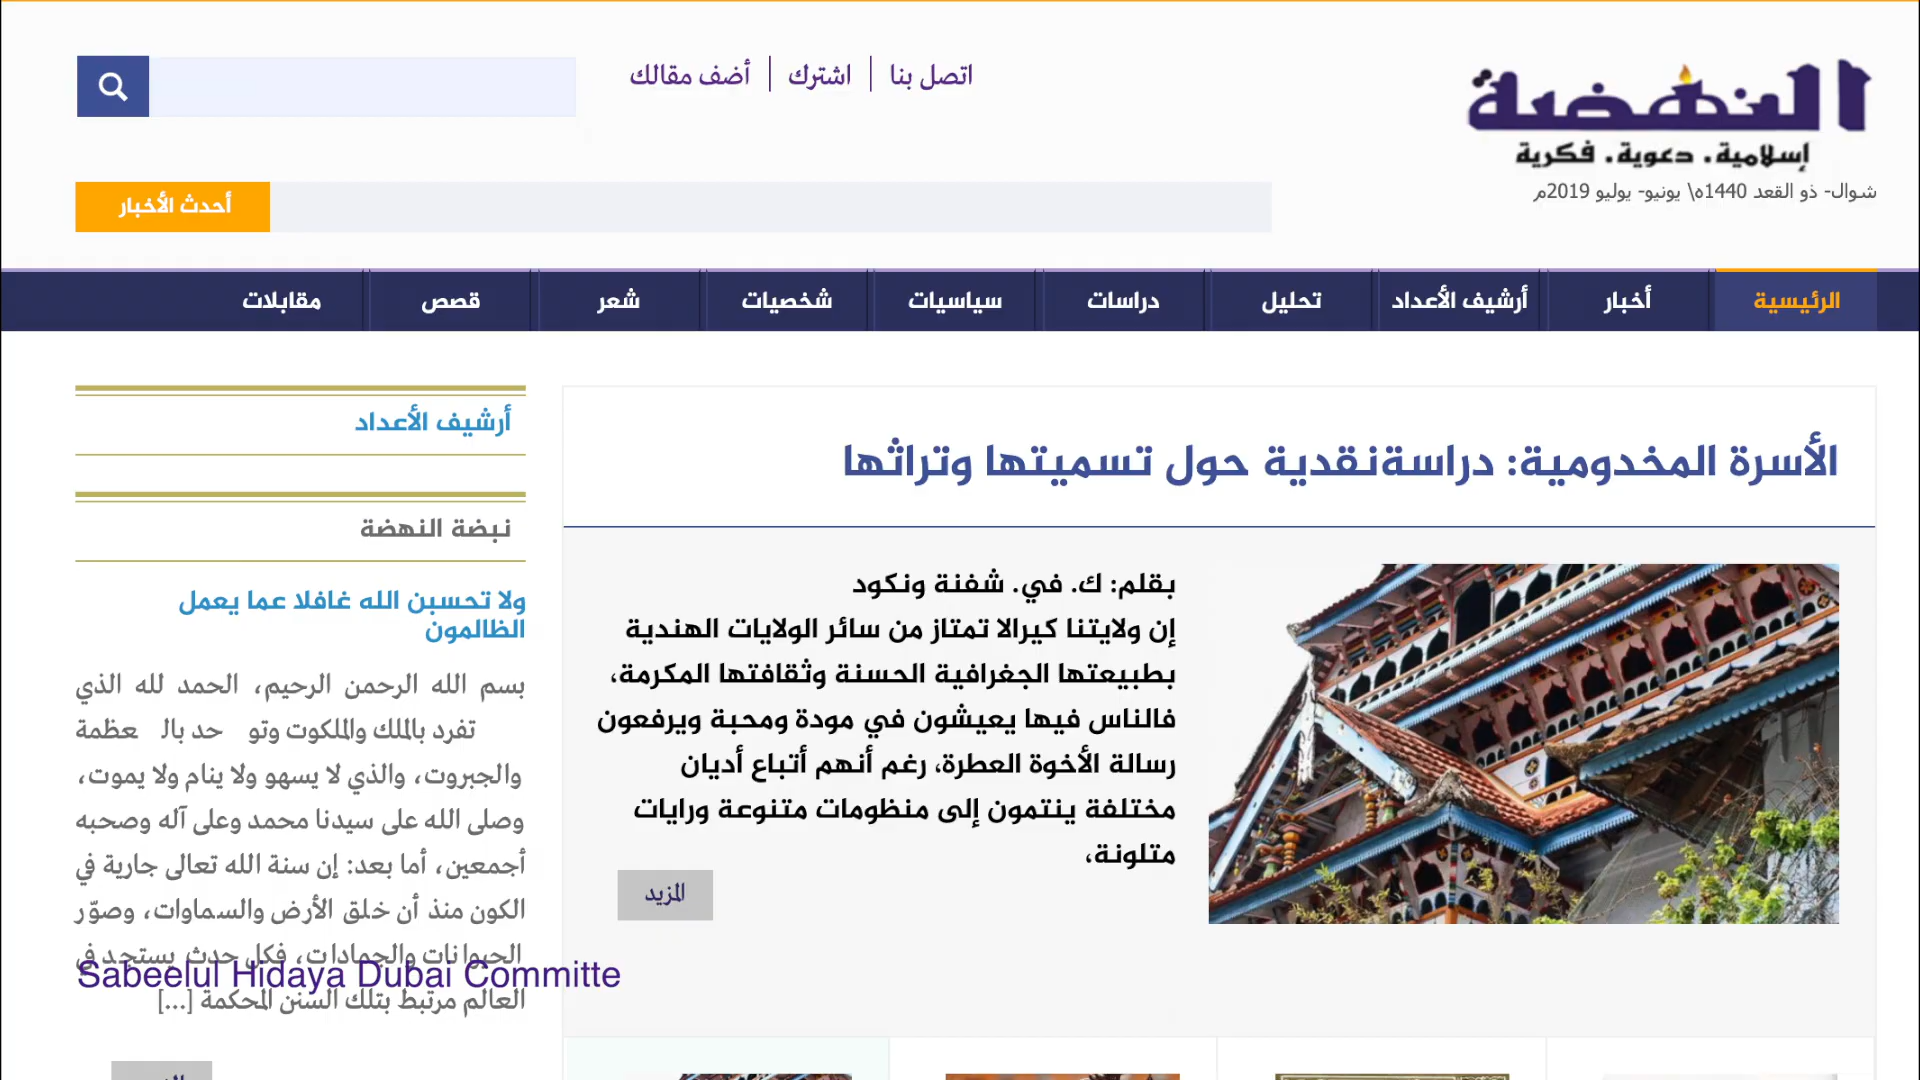 النهضة
إسلامية . دعوية . فكرية
شوال- ذو القعد 1440ه\ يونيو- يوليو 2019م
اتصل بنا
اشترك
أضف مقالك
أحدث الأخبار
الرئيسية
أخبار
أرشيف الأعداد
تحليل
دراسات
سياسيات
شخصيات
شعر
قصص
مقابلات
الأسرة المخدومية: دراسةنقدية حول تسميتها وتراثها
بقلم: ك. في. شفنة ونكود
إن ولايتنا كيرالا تمتاز من سائر الولايات الهندية
بطبيعتها الجغرافية الحسنة وثقافتها المكرمة،
فالناس فيها يعيشون في مودة ومحبة ويرفعون
رسالة الأخوة العطرة، رغم أنهم أتباع أديان
مختلفة ينتمون إلى منظومات متنوعة ورايات
متلونة،
المزيد
أرشيف الأعداد
نبضة النهضة
ولا تحسبن الله غافلا عما يعمل
الظالمون
بسم الله الرحمن الرحيم، الحمد لله الذي
تفرد بالملك والملكوت وتو حد بال عظمة
والجبروت، والذي لا يسهو ولا ينام ولا يموت،
وصلى الله على سيدنا محمد وعلى آله وصحبه
أجمعين، أما بعد: إن سنة الله تعالى جارية في
الكون منذ أن خلق الأرض والسماوات، وصوّر
الحيوانات والجمادات، فكل حدث يستجد في
العالم مرتبط بتلك السنن المحكمة [...]
Sabeelul Hidaya Dubai Committe